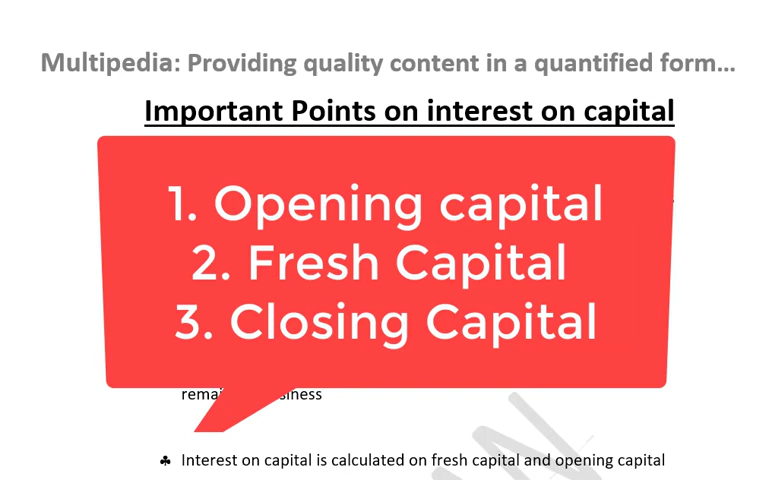 Multipedia: Providing quality content in a quantified form...
Important Points on interest on capital
1. Opening capital
2. Fresh Capital
3. Closing Capital
♣ Interest on capital is calculated on fresh capital and opening capital